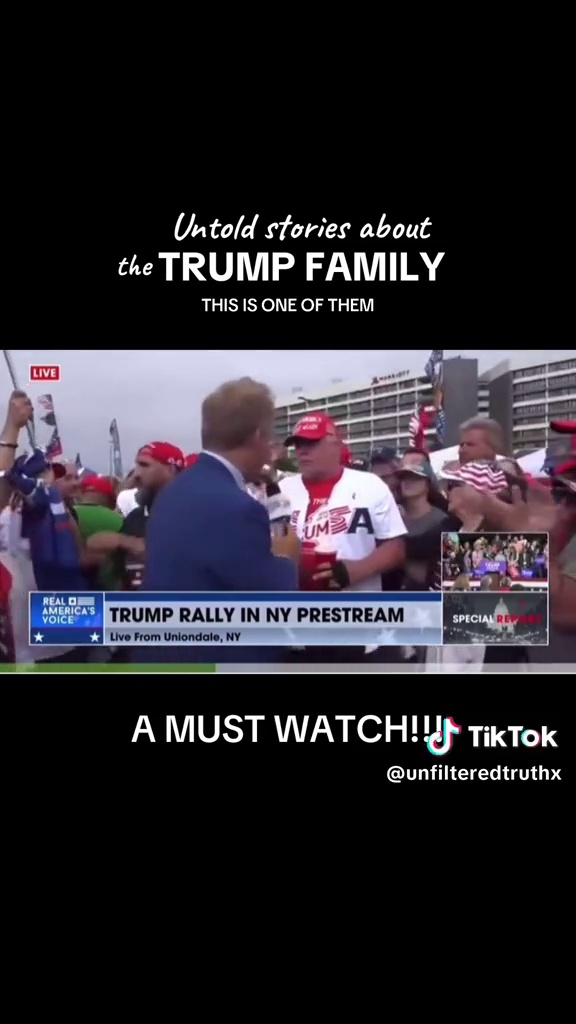 Untold stories about
the TRUMP FAMILY
THIS IS ONE OF THEM
LIVE
MARRIOTT
REAL
AMERICA'S
VOICE
TRUMP RALLY IN NY PRESTREAM
Live From Uniondale, NY
SPECIAL REPORT
A MUST WATCH!!!!
TikTok
@unfilteredtruthx